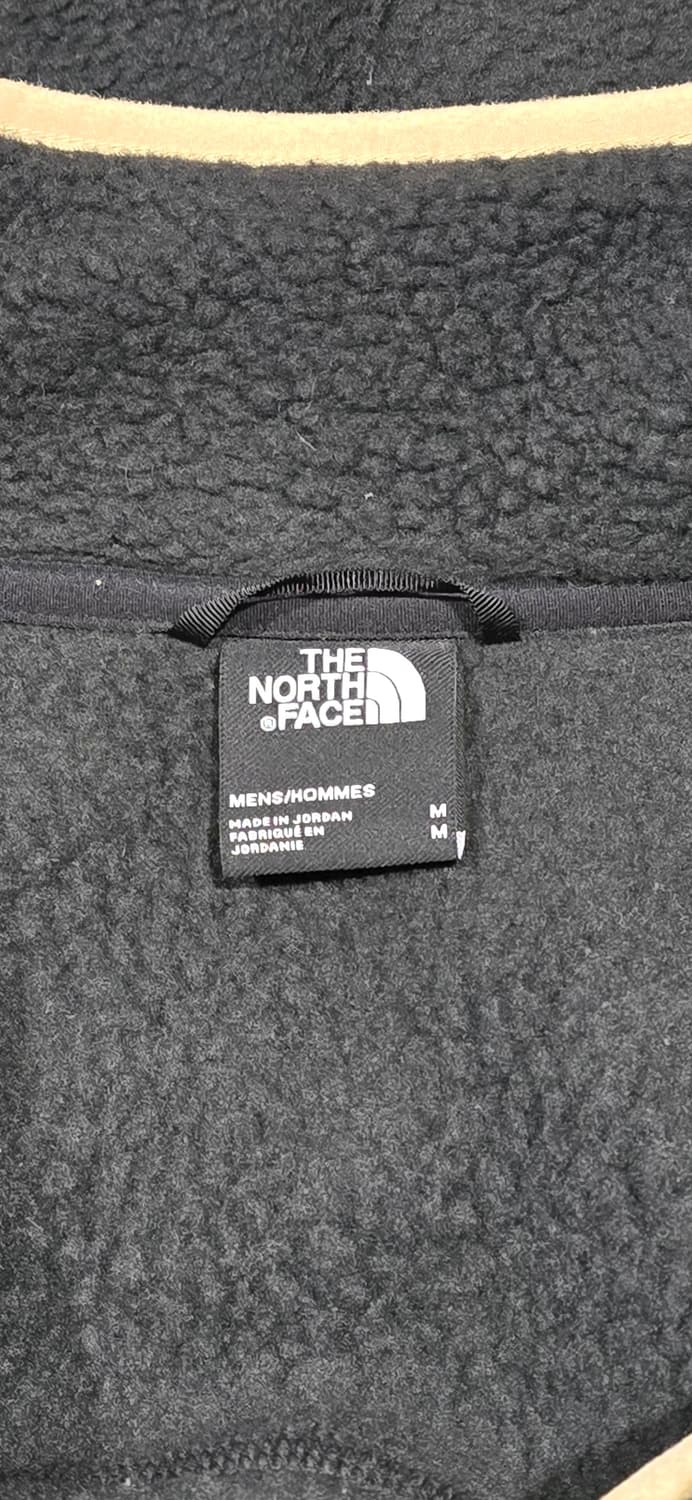 THE
NORTH
® FACE
MENS/HOMMES
MADE IN JORDAN M
FABRIQUÉ EN M
JORDANIE